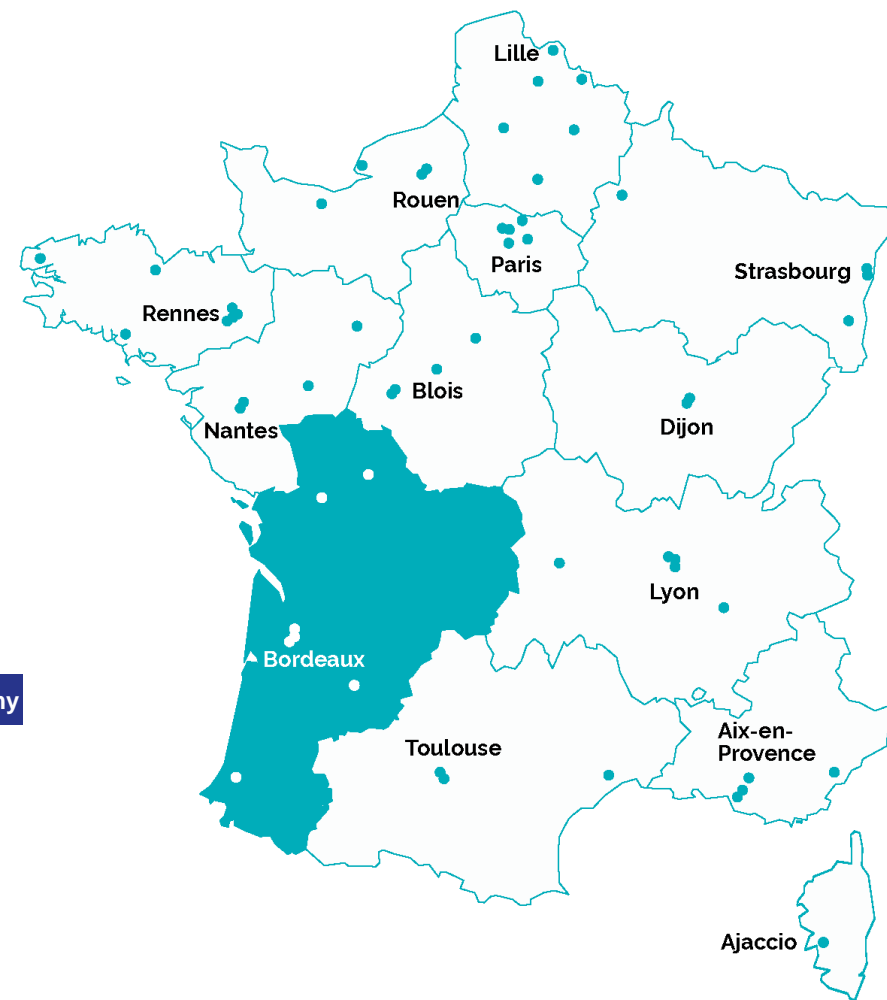 Lille
Rouen
Paris
Strasbourg
Rennes
Blois
Nantes
Dijon
Lyon
Bordeaux
ny
Aix-en-
Provence
Toulouse
Ajaccio